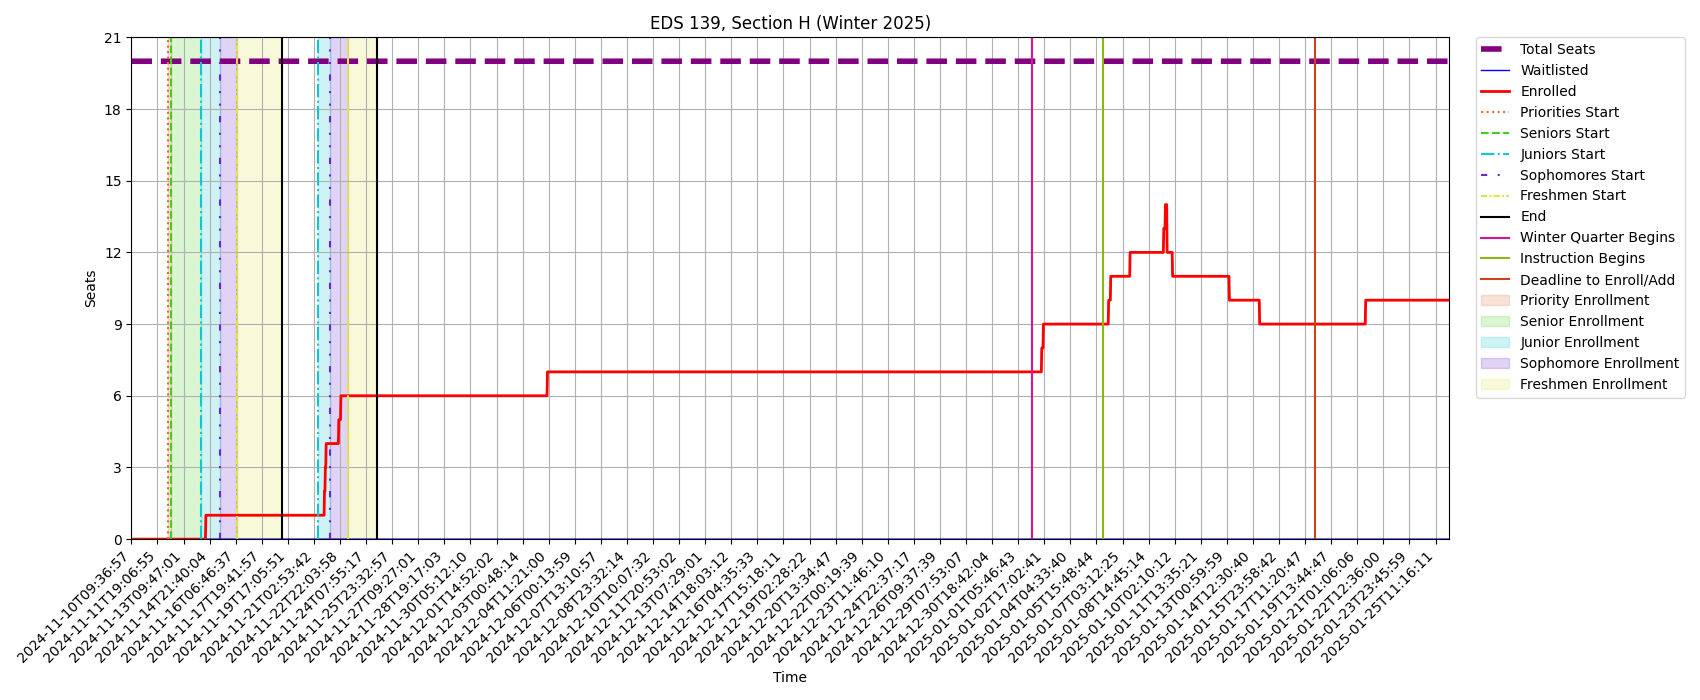 EDS 139, Section H (Winter 2025)
Seats
21
18
15
12
9
6
3
0
2024-11-10T09:36:57
2024-11-11T19:06:55
2024-11-13T09:47:01
2024-11-14T21:40:04
2024-11-16T06:46:37
2024-11-17T19:41:57
2024-11-19T17:05:51
2024-11-21T02:53:42
2024-11-22T22:03:58
2024-11-24T07:55:17
2024-11-25T23:32:57
2024-11-27T09:27:01
2024-11-28T19:17:03
2024-11-30T05:12:10
2024-12-01T14:52:02
2024-12-03T00:48:14
2024-12-04T11:21:00
2024-12-06T00:13:59
2024-12-07T13:10:57
2024-12-08T23:32:14
2024-12-10T10:07:32
2024-12-11T20:53:02
2024-12-13T07:29:01
2024-12-14T18:03:12
2024-12-16T04:35:33
2024-12-17T15:18:11
2024-12-19T02:28:22
2024-12-20T13:34:47
2024-12-22T00:19:39
2024-12-23T11:46:10
2024-12-24T22:37:17
2024-12-26T09:37:39
2024-12-29T07:53:07
2024-12-30T18:42:04
2025-01-01T05:46:43
2025-01-02T17:02:41
2025-01-04T04:33:40
2025-01-05T15:48:44
2025-01-07T03:12:25
2025-01-08T14:45:14
2025-01-10T02:10:12
2025-01-11T13:35:21
2025-01-13T00:59:59
2025-01-14T12:30:40
2025-01-15T23:58:42
2025-01-17T11:20:47
2025-01-19T13:44:47
2025-01-21T01:06:06
2025-01-22T12:36:00
2025-01-23T23:45:59
2025-01-25T11:16:11
Time
Total Seats
Waitlisted
Enrolled
Priorities Start
Seniors Start
Juniors Start
Sophomores Start
Freshmen Start
End
Winter Quarter Begins
Instruction Begins
Deadline to Enroll/Add
Priority Enrollment
Senior Enrollment
Junior Enrollment
Sophomore Enrollment
Freshmen Enrollment